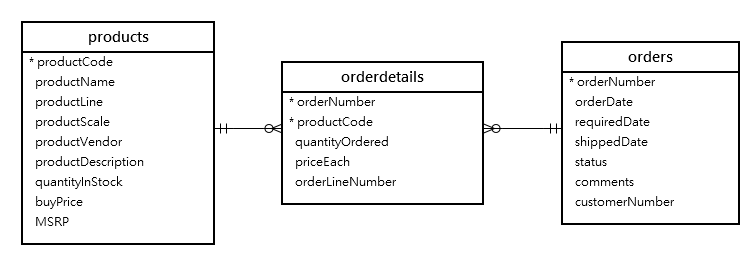 products
* productCode
productName
productLine
productScale
productVendor
productDescription
quantityInStock
buyPrice
MSRP
orderdetails
* orderNumber
* productCode
quantityOrdered
priceEach
orderLineNumber
orders
* orderNumber
orderDate
requiredDate
shippedDate
status
comments
customerNumber